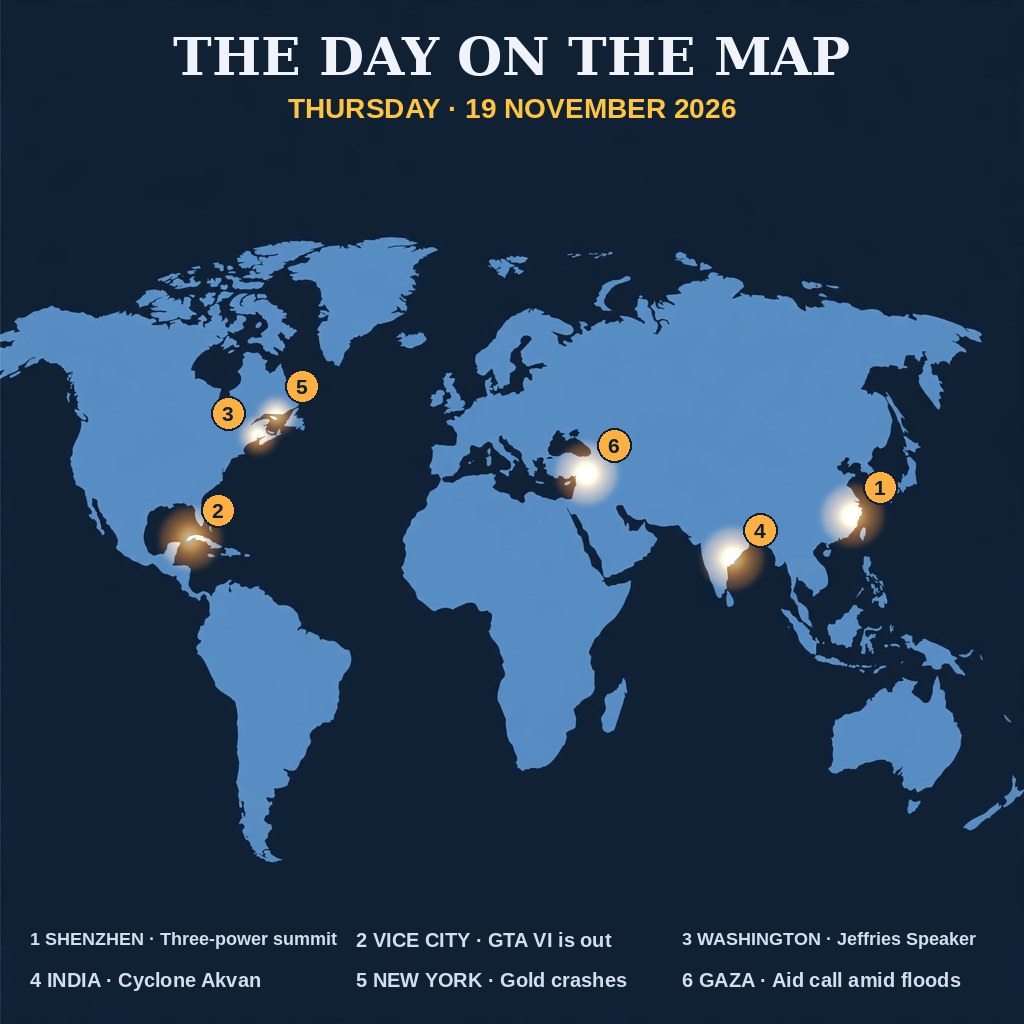 THE DAY ON THE MAP
THURSDAY · 19 NOVEMBER 2026
5
3
6
1
2
4
1 SHENZHEN · Three-power summit
2 VICE CITY · GTA VI is out
3 WASHINGTON · Jeffries Speaker
4 INDIA · Cyclone Akvan
5 NEW YORK · Gold crashes
6 GAZA · Aid call amid floods